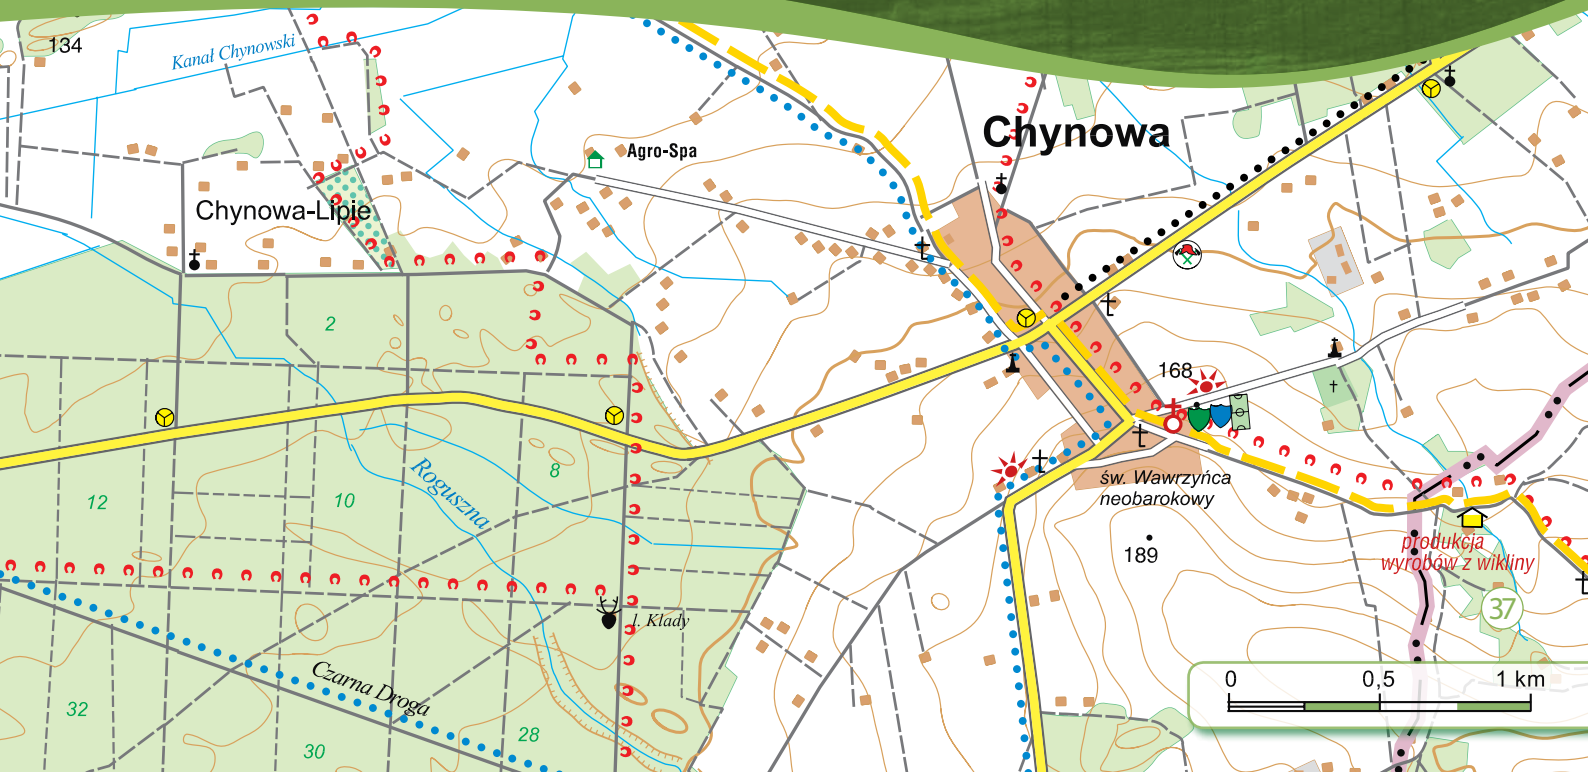 134
Kanał Chynowski
Agro-Spa
Chynowa
Chynowa-Lipie
2
168
12
10
Roguszna
8
św. Wawrzyńca
neobarokowy
189
produkcja
wyrobów z wikliny
37
l. Kłady
Czarna Droga
32
30
28
0 0,5 1 km